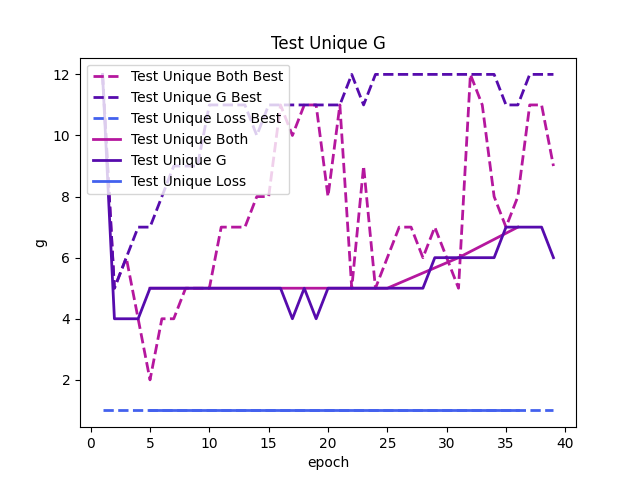 Test Unique G
12
10
8
6
4
2
g
Test Unique Both Best
Test Unique G Best
Test Unique Loss Best
Test Unique Both
Test Unique G
Test Unique Loss
0 5 10 15 20 25 30 35 40
epoch